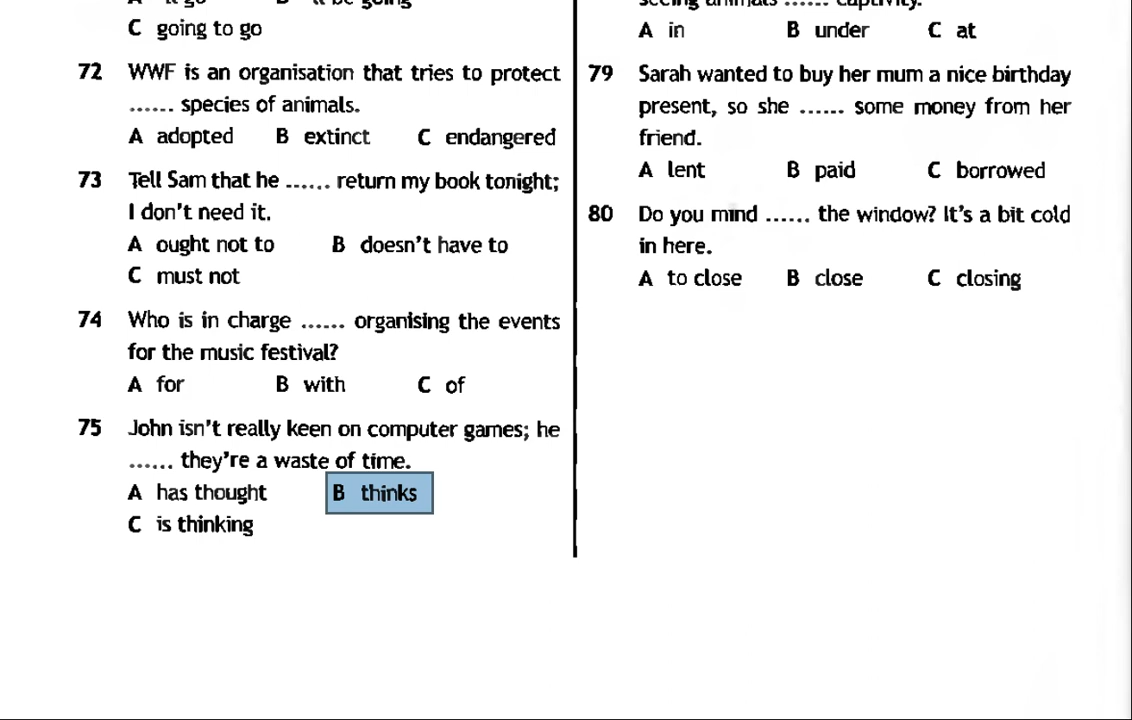 C going to go
72 WWF is an organisation that tries to protect
...... species of animals.
A adopted B extinct C endangered
73 Tell Sam that he ...... return my book tonight;
I don't need it.
A ought not to B doesn't have to
C must not
74 Who is in charge ...... organising the events
for the music festival?
A for B with C of
75 John isn't really keen on computer games; he
...... they're a waste of time.
A has thought B thinks
C is thinking
seeing animals ...... captivity.
A in B under C at
79 Sarah wanted to buy her mum a nice birthday
present, so she ...... some money from her
friend.
A lent B paid C borrowed
80 Do you mind ...... the window? It's a bit cold
in here.
A to close B close C closing